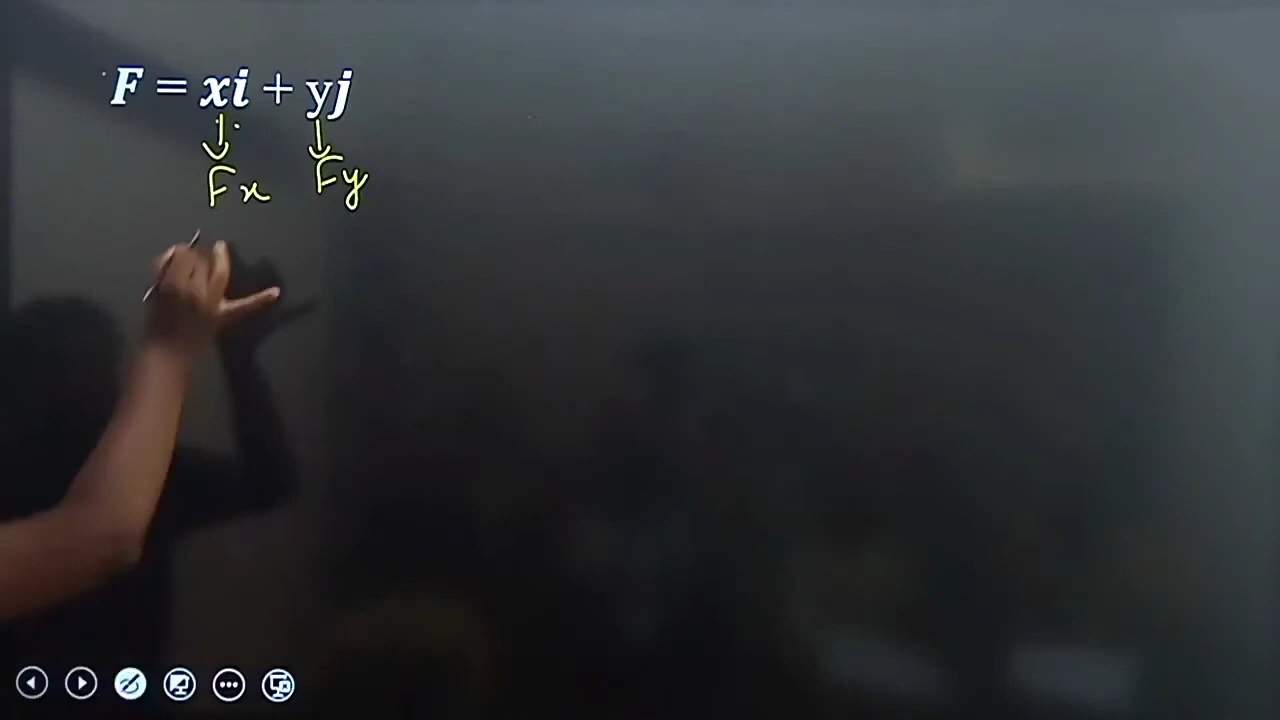 F = xi + yj
↓ ↓
Fx Fy